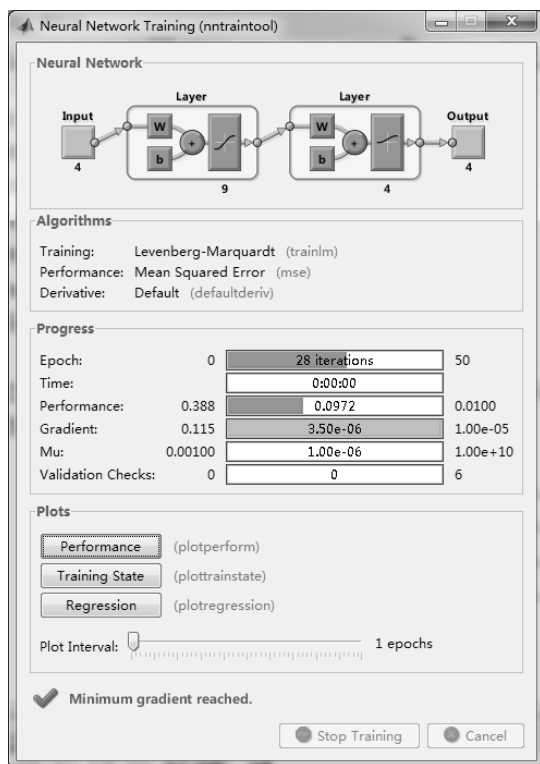 Neural Network Training (nntraintool)
Neural Network
Layer Layer
Input Output
W W
b b
+ +
4 9 4 4
Algorithms
Training: Levenberg-Marquardt (trainlm)
Performance: Mean Squared Error (mse)
Derivative: Default (defaultderiv)
Progress
Epoch: 0 28 iterations 50
Time: 0:00:00
Performance: 0.388 0.0972 0.0100
Gradient: 0.115 3.50e-06 1.00e-05
Mu: 0.00100 1.00e-06 1.00e+10
Validation Checks: 0 0 6
Plots
Performance (plotperform)
Training State (plottrainstate)
Regression (plotregression)
Plot Interval: 1 epochs
Minimum gradient reached.
Stop Training Cancel